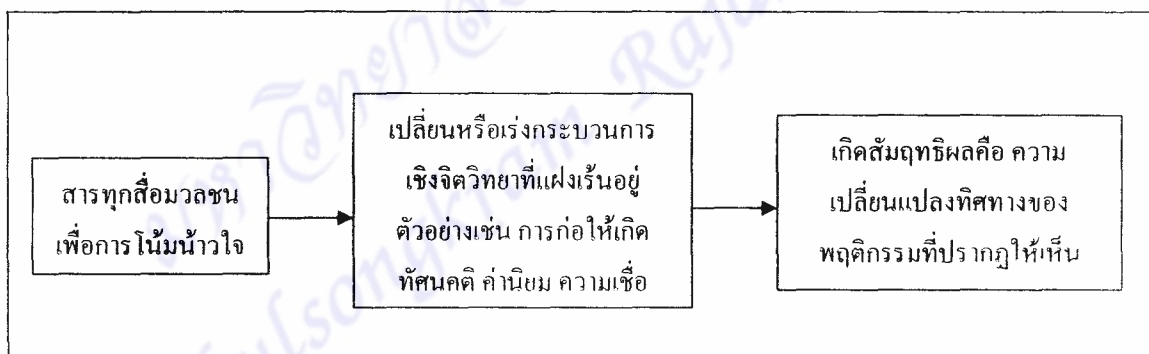 สารทุกสื่อมวลชน
เพื่อการโน้มน้าวใจ
เปลี่ยนหรือเร่งกระบวนการ
เชิงจิตวิทยาที่แฝงเร้นอยู่
ตัวอย่างเช่น การก่อให้เกิด
ทัศนคติ ค่านิยม ความเชื่อ
เกิดสัมฤทธิผลคือ ความ
เปลี่ยนแปลงทิศทางของ
พฤติกรรมที่ปรากฏให้เห็น